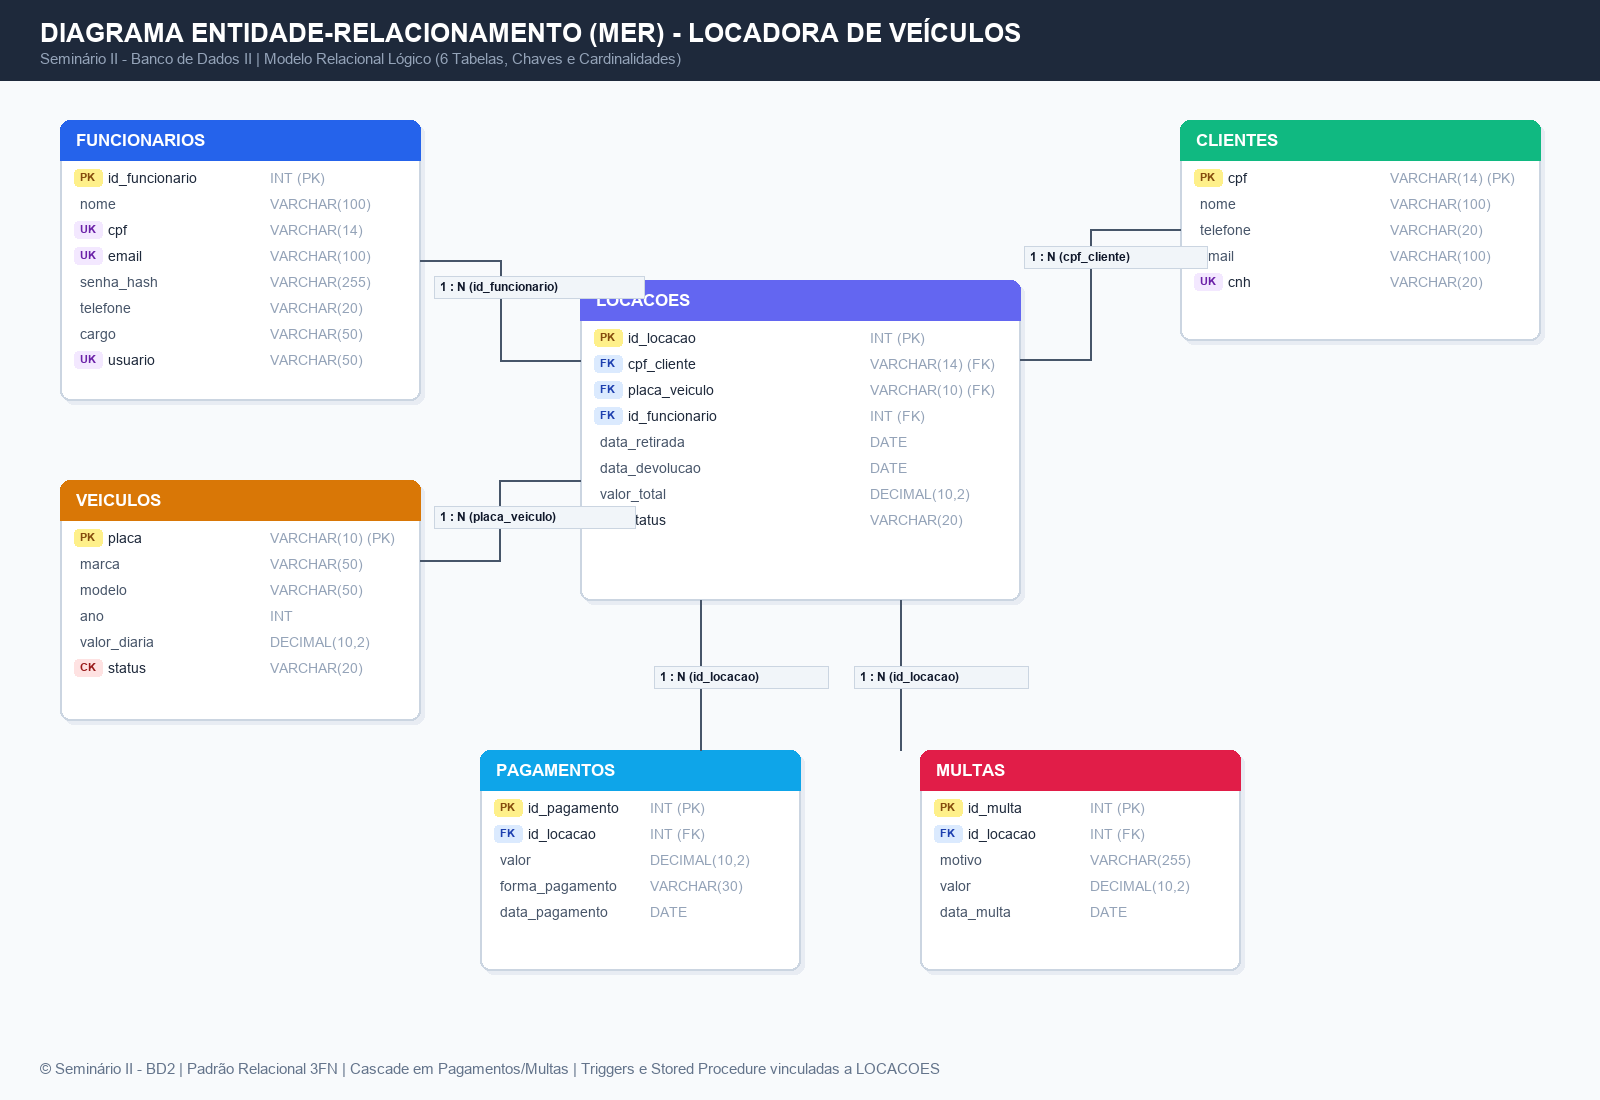 DIAGRAMA ENTIDADE-RELACIONAMENTO (MER) - LOCADORA DE VEÍCULOS
Seminário II - Banco de Dados II | Modelo Relacional Lógico (6 Tabelas, Chaves e Cardinalidades)
FUNCIONARIOS
PK id_funcionario INT (PK)
nome VARCHAR(100)
UK cpf VARCHAR(14)
UK email VARCHAR(100)
senha_hash VARCHAR(255)
telefone VARCHAR(20)
cargo VARCHAR(50)
UK usuario VARCHAR(50)
CLIENTES
PK cpf VARCHAR(14) (PK)
nome VARCHAR(100)
telefone VARCHAR(20)
mail VARCHAR(100)
UK cnh VARCHAR(20)
1 : N (id_funcionario)
1 : N (cpf_cliente)
LOCACOES
PK id_locacao INT (PK)
FK cpf_cliente VARCHAR(14) (FK)
FK placa_veiculo VARCHAR(10) (FK)
FK id_funcionario INT (FK)
data_retirada DATE
data_devolucao DATE
valor_total DECIMAL(10,2)
tatus VARCHAR(20)
VEICULOS
PK placa VARCHAR(10) (PK)
marca VARCHAR(50)
modelo VARCHAR(50)
ano INT
valor_diaria DECIMAL(10,2)
CK status VARCHAR(20)
1 : N (placa_veiculo)
1 : N (id_locacao)
1 : N (id_locacao)
PAGAMENTOS
PK id_pagamento INT (PK)
FK id_locacao INT (FK)
valor DECIMAL(10,2)
forma_pagamento VARCHAR(30)
data_pagamento DATE
MULTAS
PK id_multa INT (PK)
FK id_locacao INT (FK)
motivo VARCHAR(255)
valor DECIMAL(10,2)
data_multa DATE
© Seminário II - BD2 | Padrão Relacional 3FN | Cascade em Pagamentos/Multas | Triggers e Stored Procedure vinculadas a LOCACOES